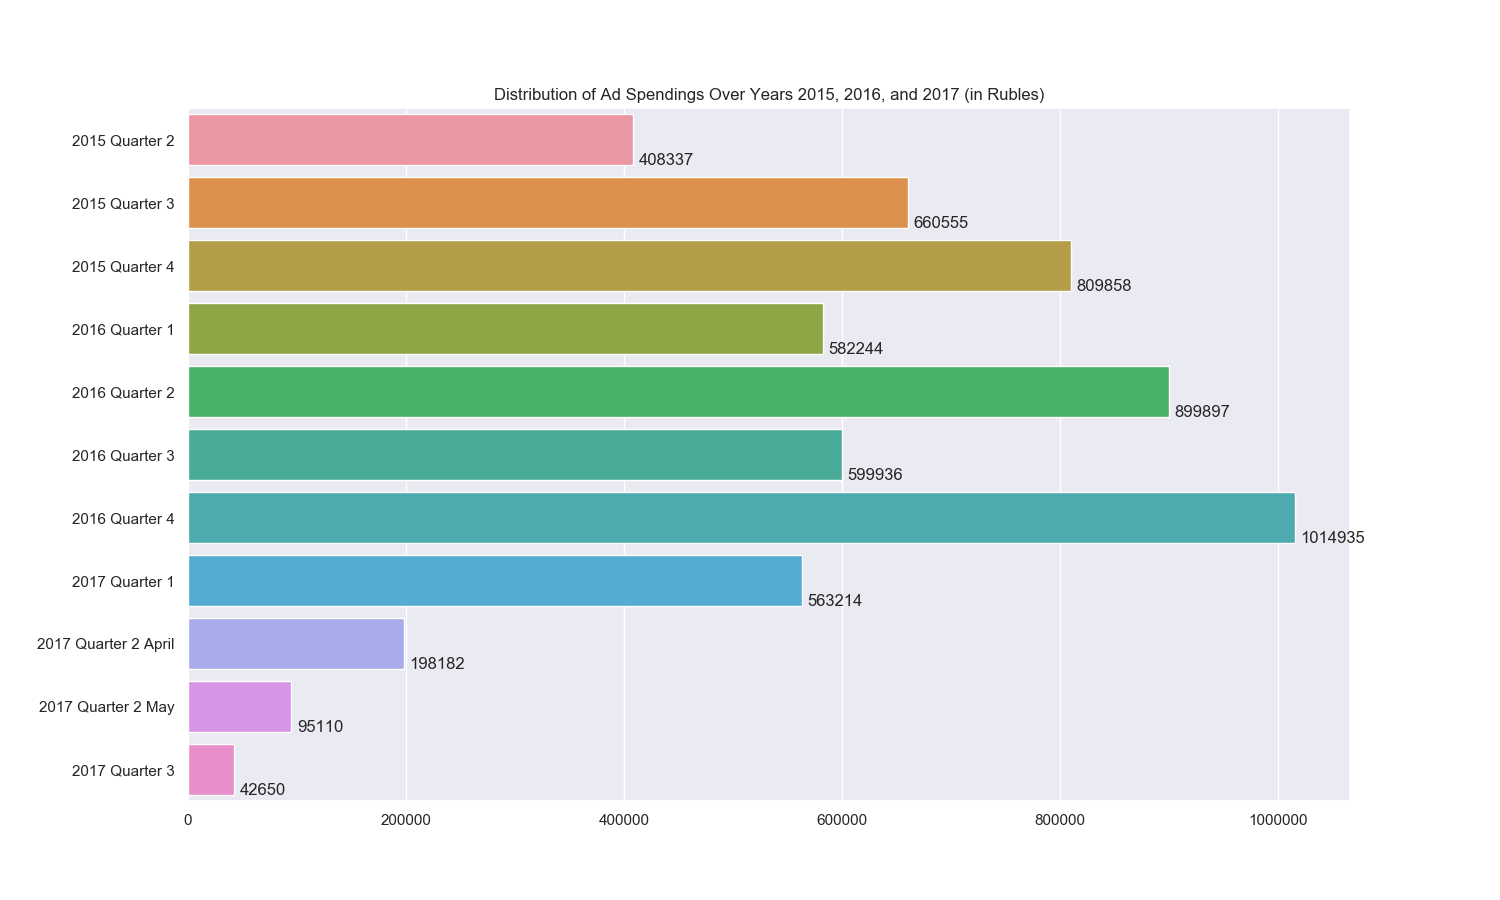 Distribution of Ad Spendings Over Years 2015, 2016, and 2017 (in Rubles)
2015 Quarter 2
408337
2015 Quarter 3
660555
2015 Quarter 4
809858
2016 Quarter 1
582244
2016 Quarter 2
899897
2016 Quarter 3
599936
2016 Quarter 4
1014935
2017 Quarter 1
563214
2017 Quarter 2 April
198182
2017 Quarter 2 May
95110
2017 Quarter 3
42650
0 200000 400000 600000 800000 1000000